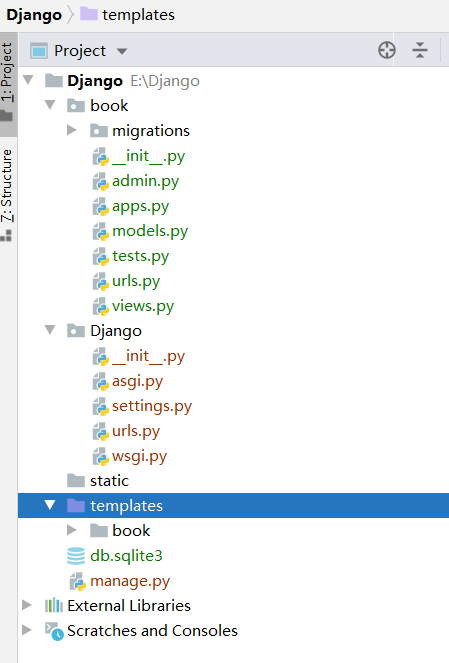 Django templates
Project
1: Project
7: Structure
Django E:\Django
book
migrations
__init__.py
admin.py
apps.py
models.py
tests.py
urls.py
views.py
Django
__init__.py
asgi.py
settings.py
urls.py
wsgi.py
static
templates
book
db.sqlite3
manage.py
External Libraries
Scratches and Consoles